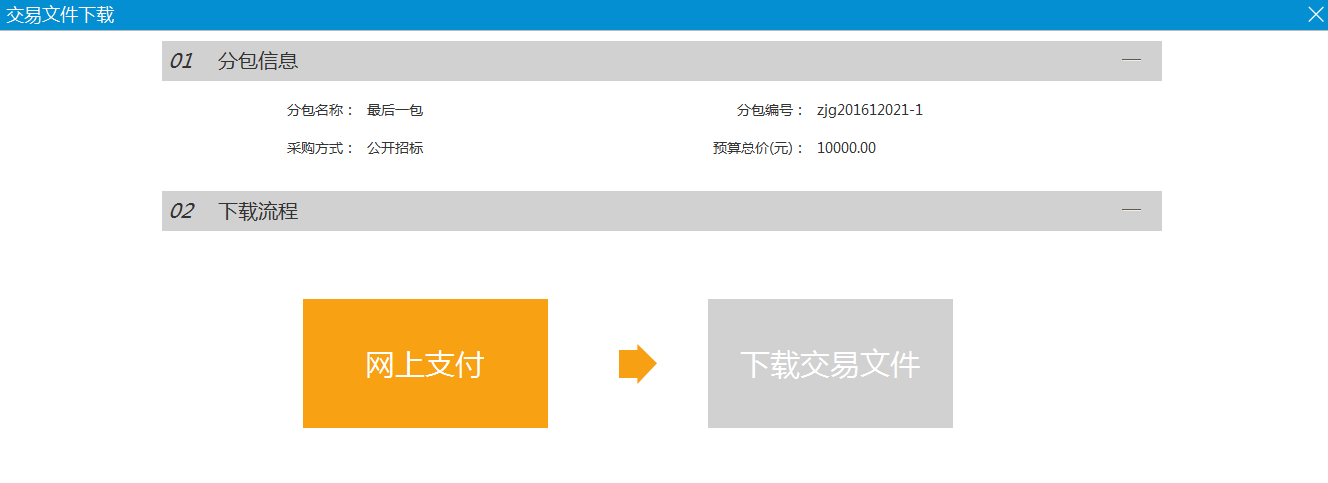 交易文件下载
01 分包信息
分包名称： 最后一包 分包编号： zjg201612021-1
采购方式： 公开招标 预算总价(元)： 10000.00
02 下载流程
网上支付 下载交易文件